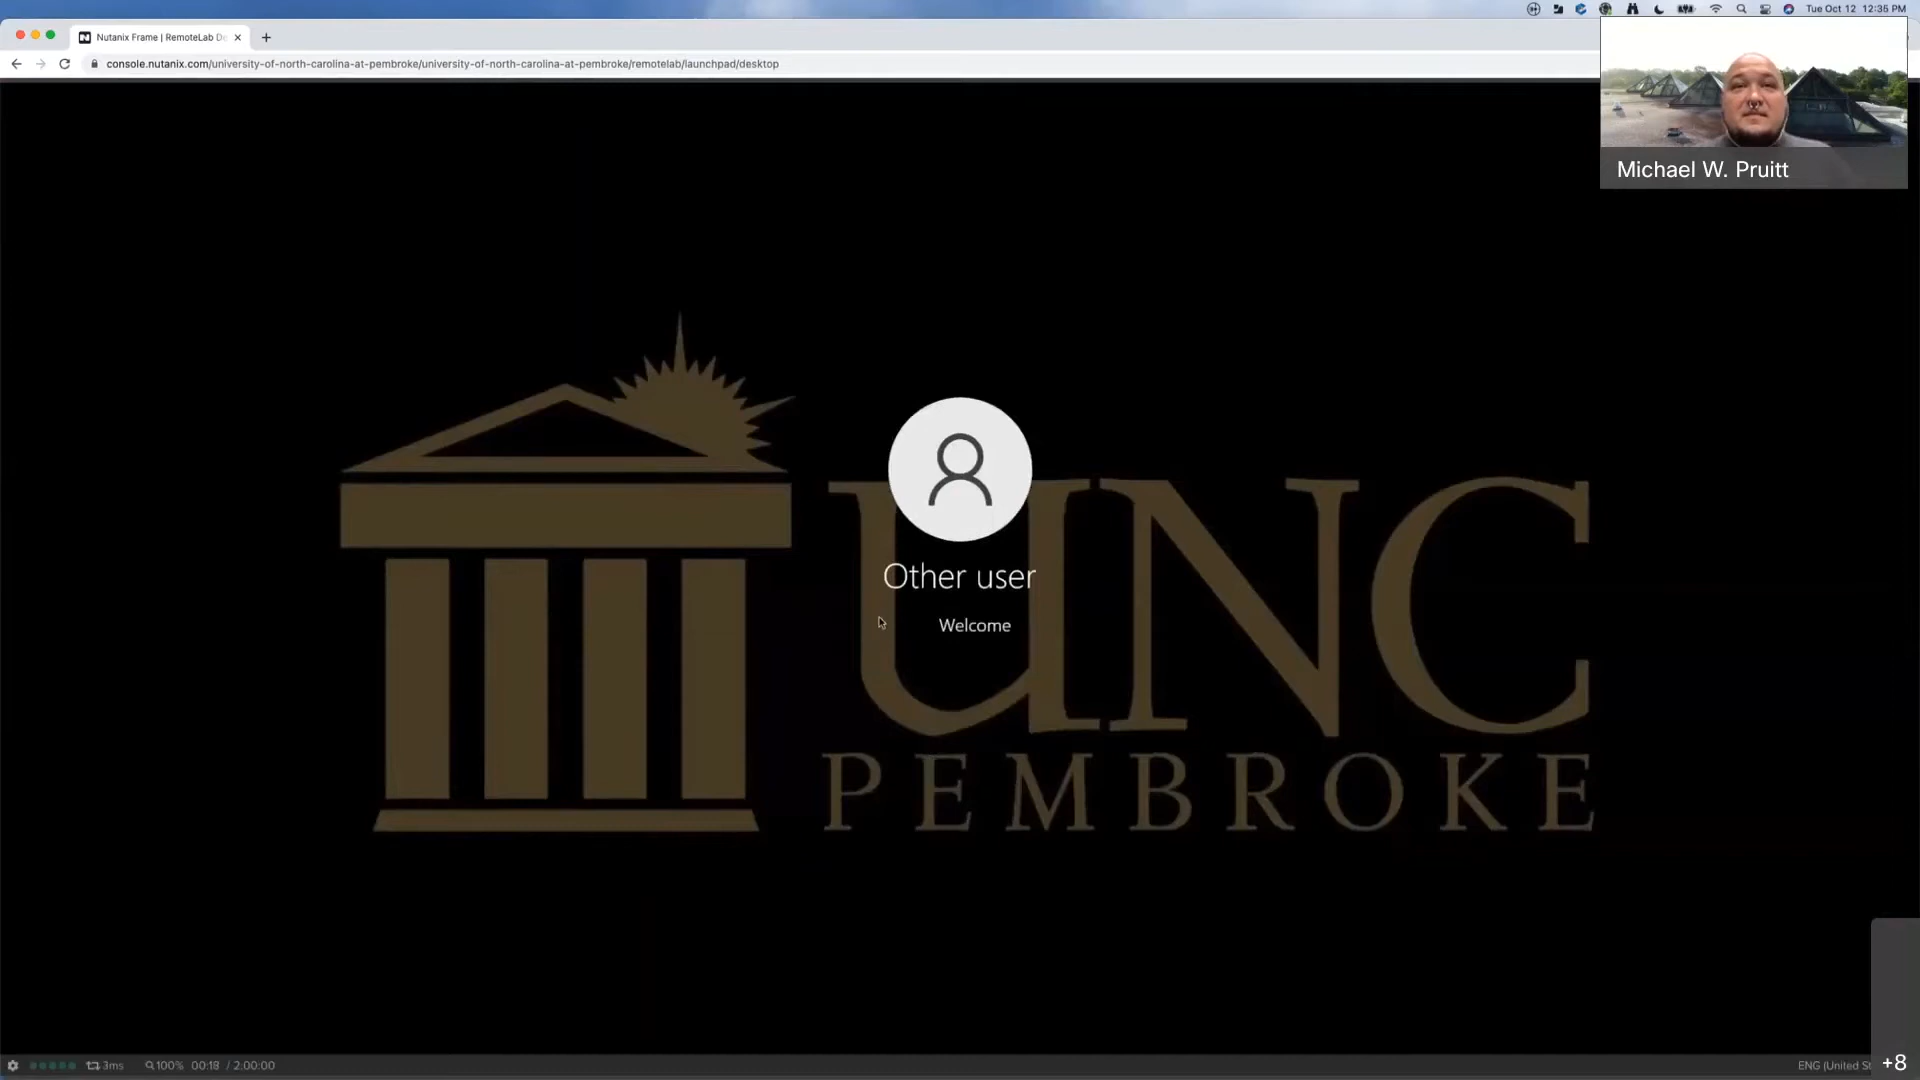 Tue Oct 12 12:35 PM
Nutanix Frame | RemoteLab De
console.nutanix.com/university-of-north-carolina-at-pembroke/university-of-north-carolina-at-pembroke/remotelab/launchpad/desktop
Michael W. Pruitt
UNC
PEMBROKE
Other user
Welcome
3ms
100%
00:18 / 2:00:00
ENG (United St
+8